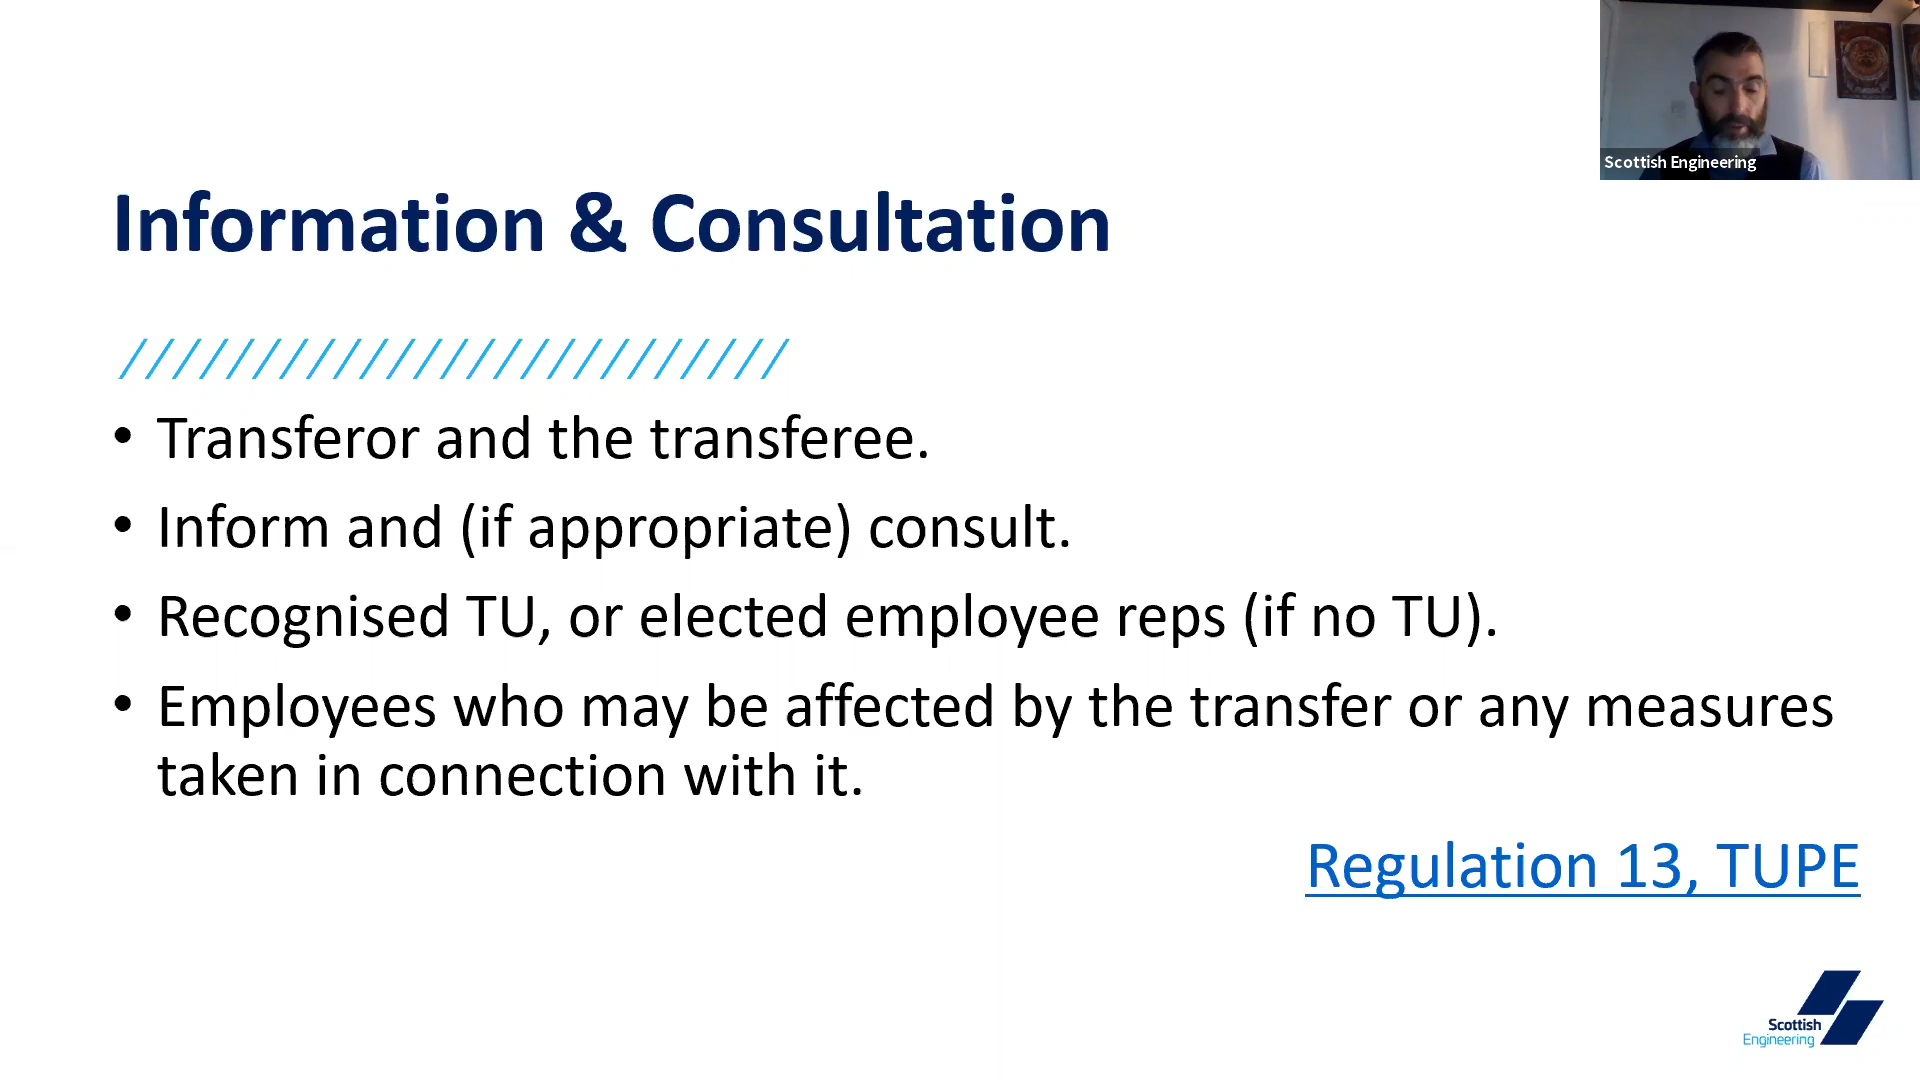 Scottish Engineering
Information & Consultation
• Transferor and the transferee.
• Inform and (if appropriate) consult.
• Recognised TU, or elected employee reps (if no TU).
• Employees who may be affected by the transfer or any measures
taken in connection with it.
Regulation 13, TUPE
Scottish
Engineering